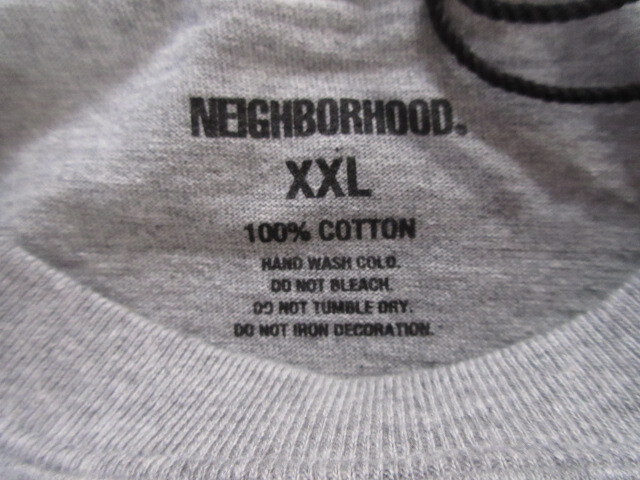 NEIGHBORHOOD.
XXL
100% COTTON
HAND WASH COLD.
DO NOT BLEACH.
DO NOT TUMBLE DRY.
DO NOT IRON DECORATION.